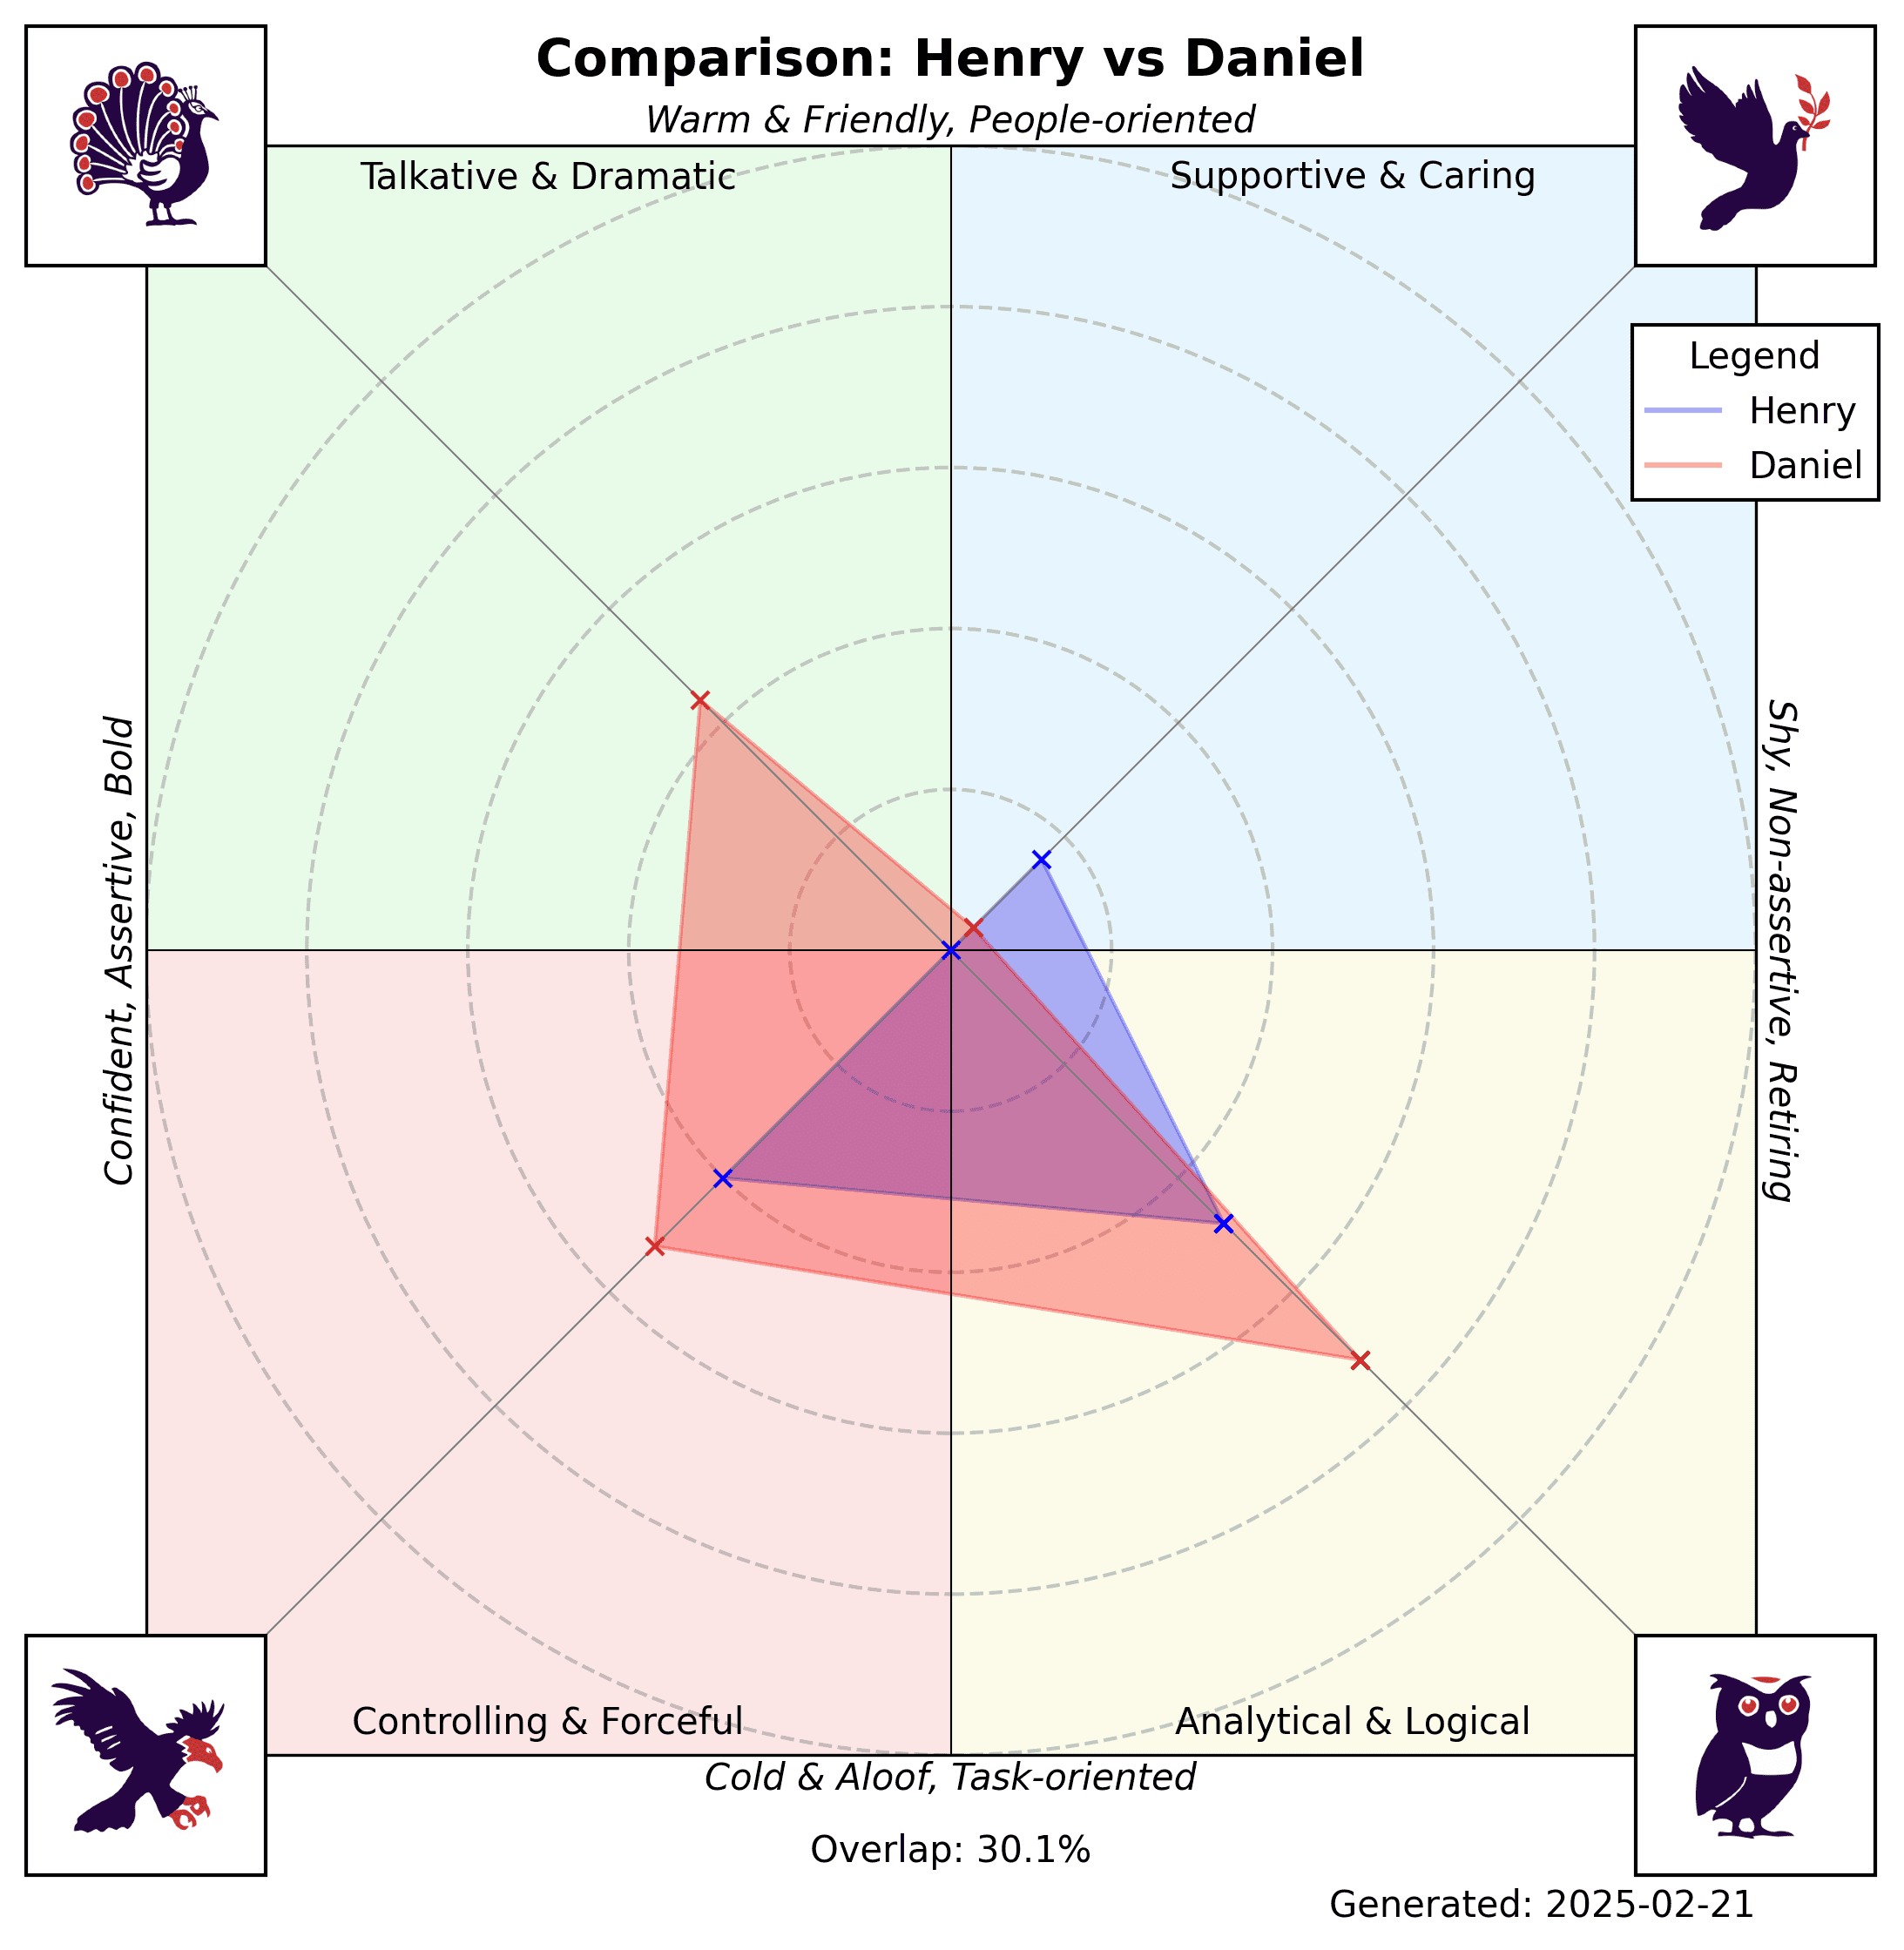 Comparison: Henry vs Daniel
Warm & Friendly, People-oriented
Talkative & Dramatic
Supportive & Caring
Legend
Henry
Daniel
Confident, Assertive, Bold
Shy, Non-assertive, Retiring
Controlling & Forceful
Analytical & Logical
Cold & Aloof, Task-oriented
Overlap: 30.1%
Generated: 2025-02-21